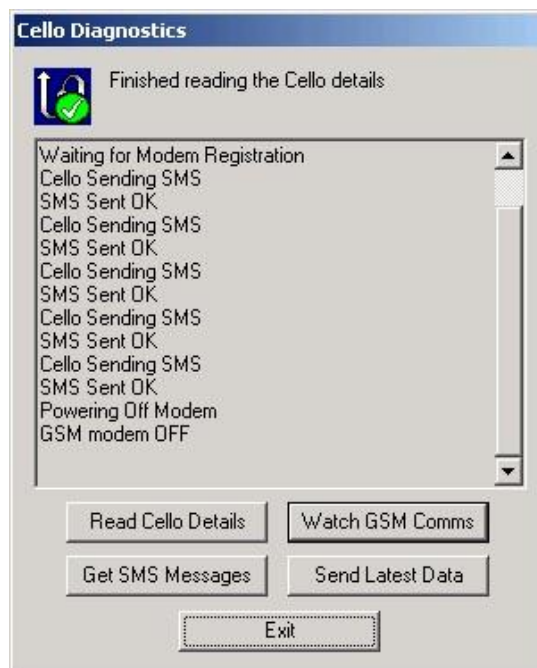 Cello Diagnostics
Finished reading the Cello details
Waiting for Modem Registration
Cello Sending SMS
SMS Sent OK
Cello Sending SMS
SMS Sent OK
Cello Sending SMS
SMS Sent OK
Cello Sending SMS
SMS Sent OK
Cello Sending SMS
SMS Sent OK
Powering Off Modem
GSM modem OFF
Read Cello Details
Watch GSM Comms
Get SMS Messages
Send Latest Data
Exit